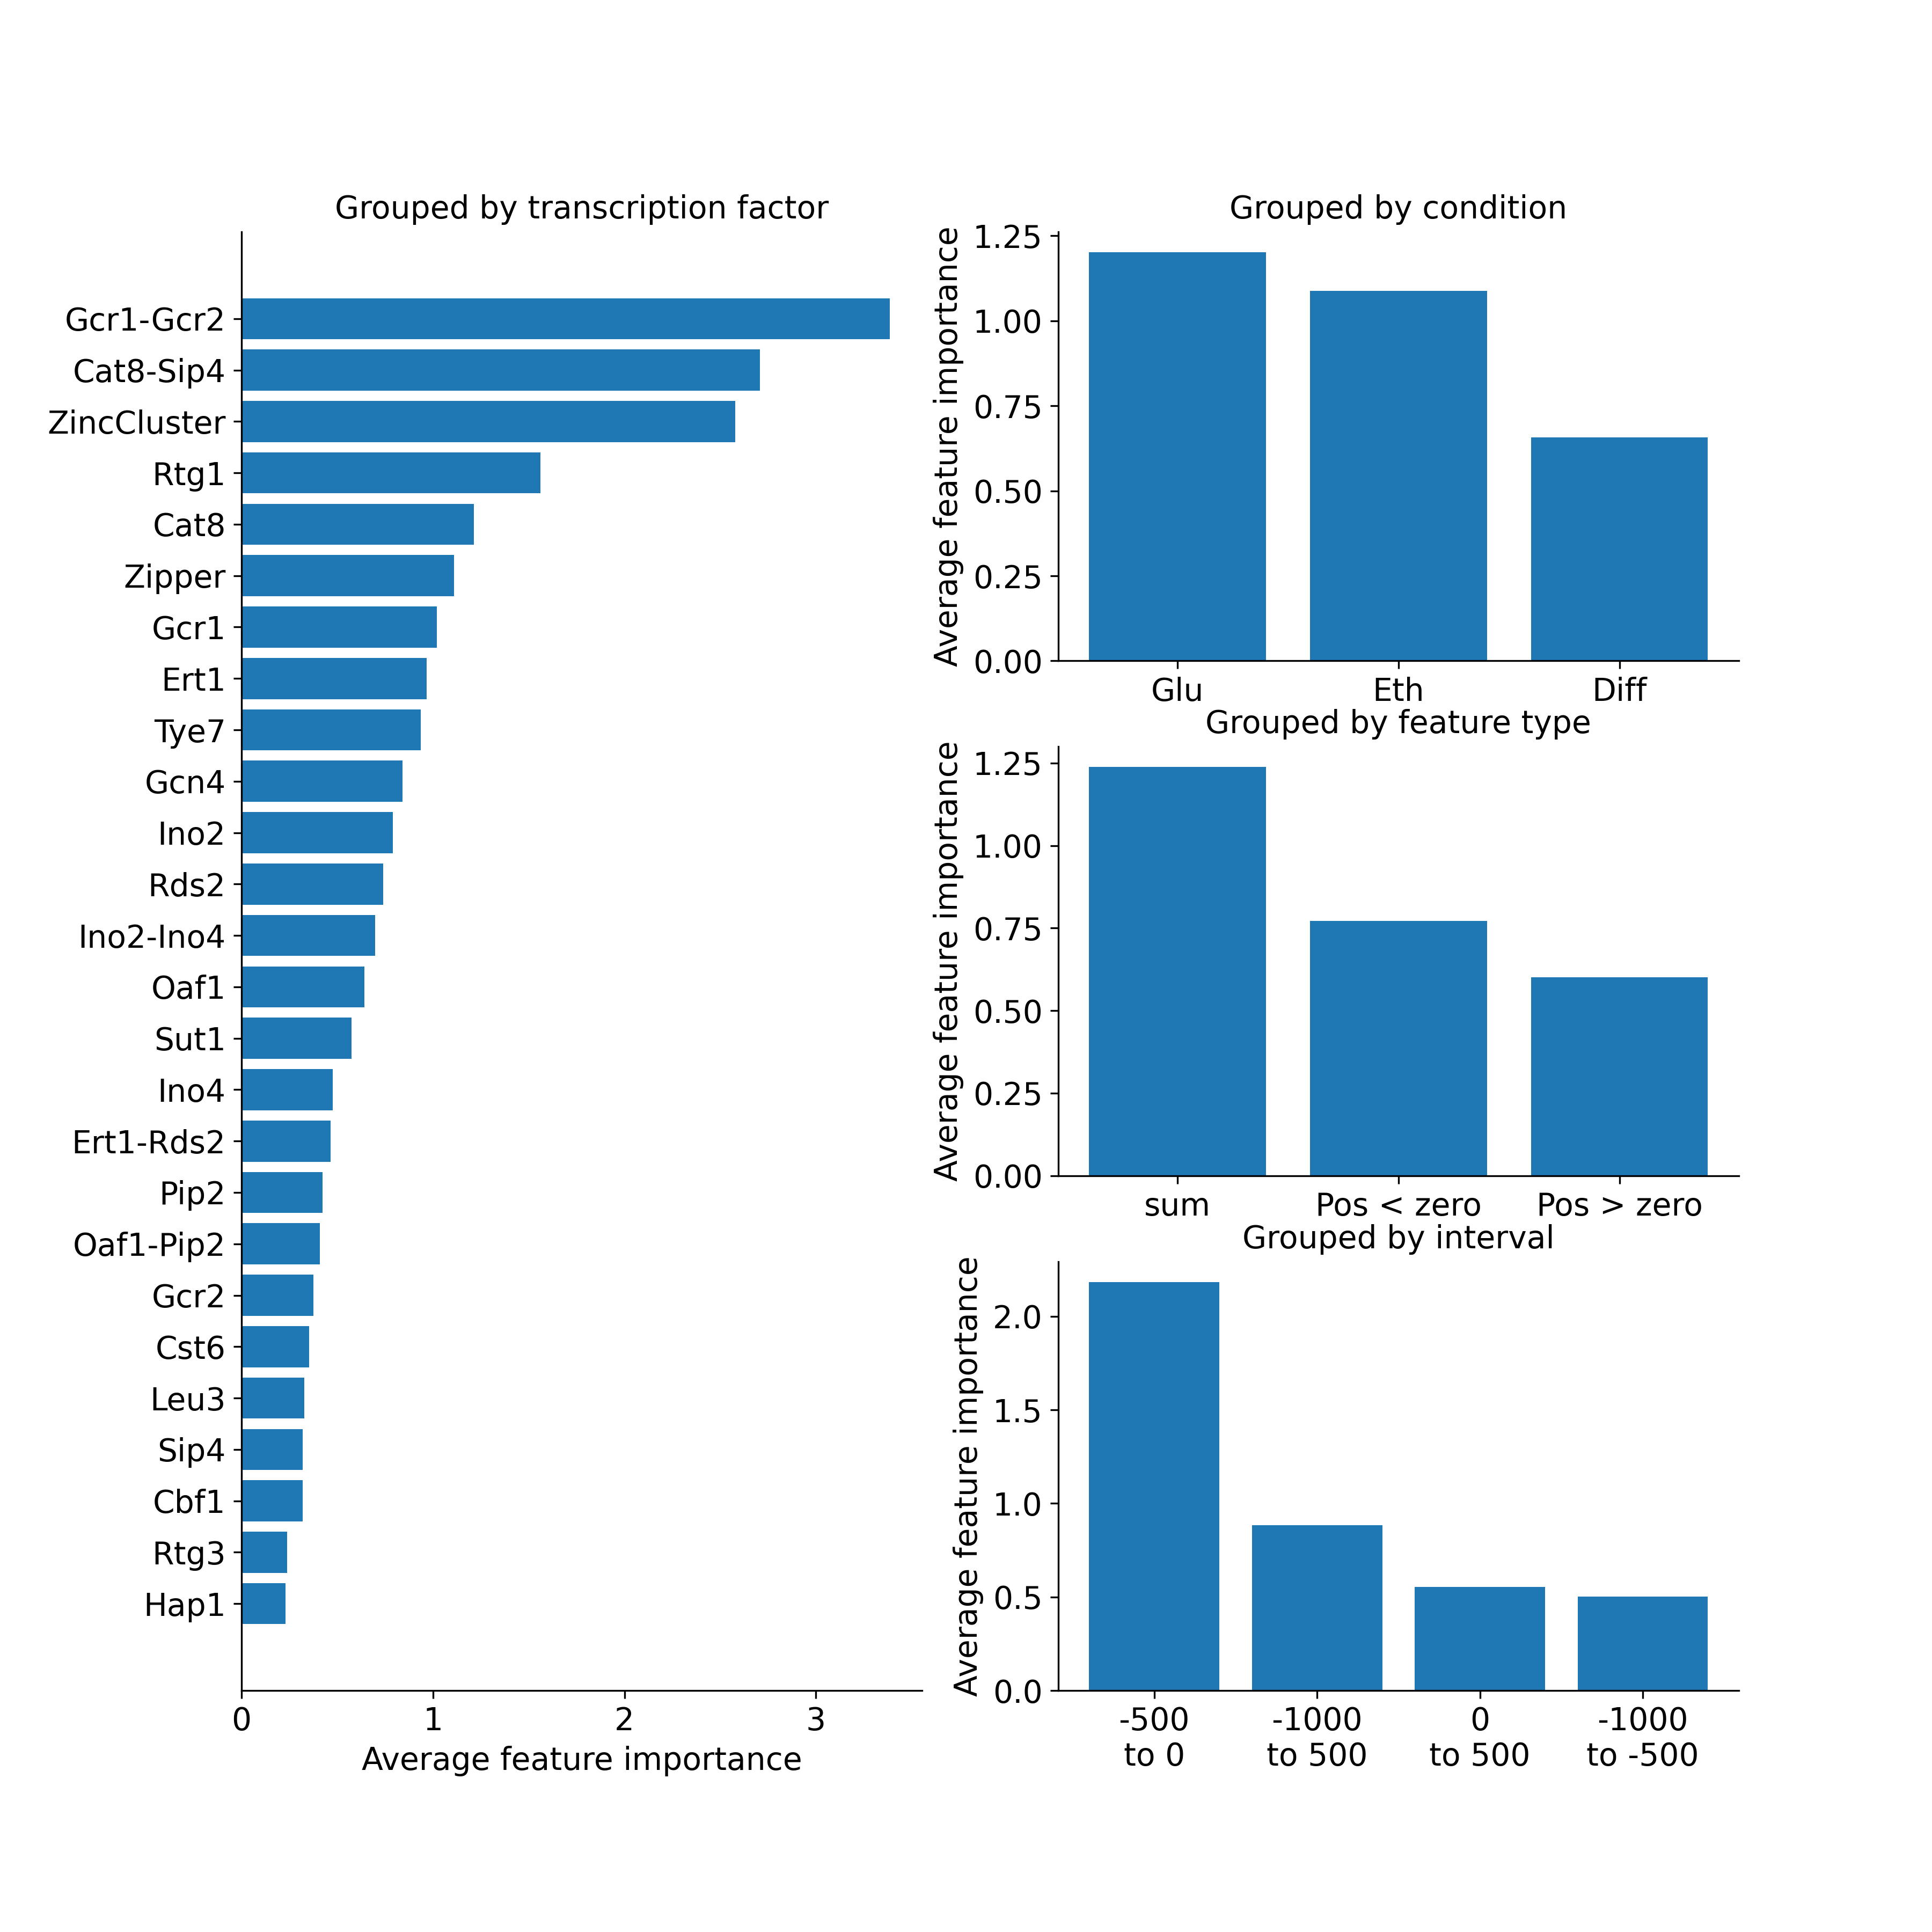 Grouped by transcription factor
Gcr1-Gcr2
Cat8-Sip4
ZincCluster
Rtg1
Cat8
Zipper
Gcr1
Ert1
Tye7
Gcn4
Ino2
Rds2
Ino2-Ino4
Oaf1
Sut1
Ino4
Ert1-Rds2
Pip2
Oaf1-Pip2
Gcr2
Cst6
Leu3
Sip4
Cbf1
Rtg3
Hap1
0 1 2 3
Average feature importance
Grouped by condition
Average feature importance
1.25
1.00
0.75
0.50
0.25
0.00
Glu Eth Diff
Grouped by feature type
Average feature importance
1.25
1.00
0.75
0.50
0.25
0.00
sum Pos < zero Pos > zero
Grouped by interval
Average feature importance
2.0
1.5
1.0
0.5
0.0
-500 -1000 0 -1000
to 0 to 500 to 500 to -500